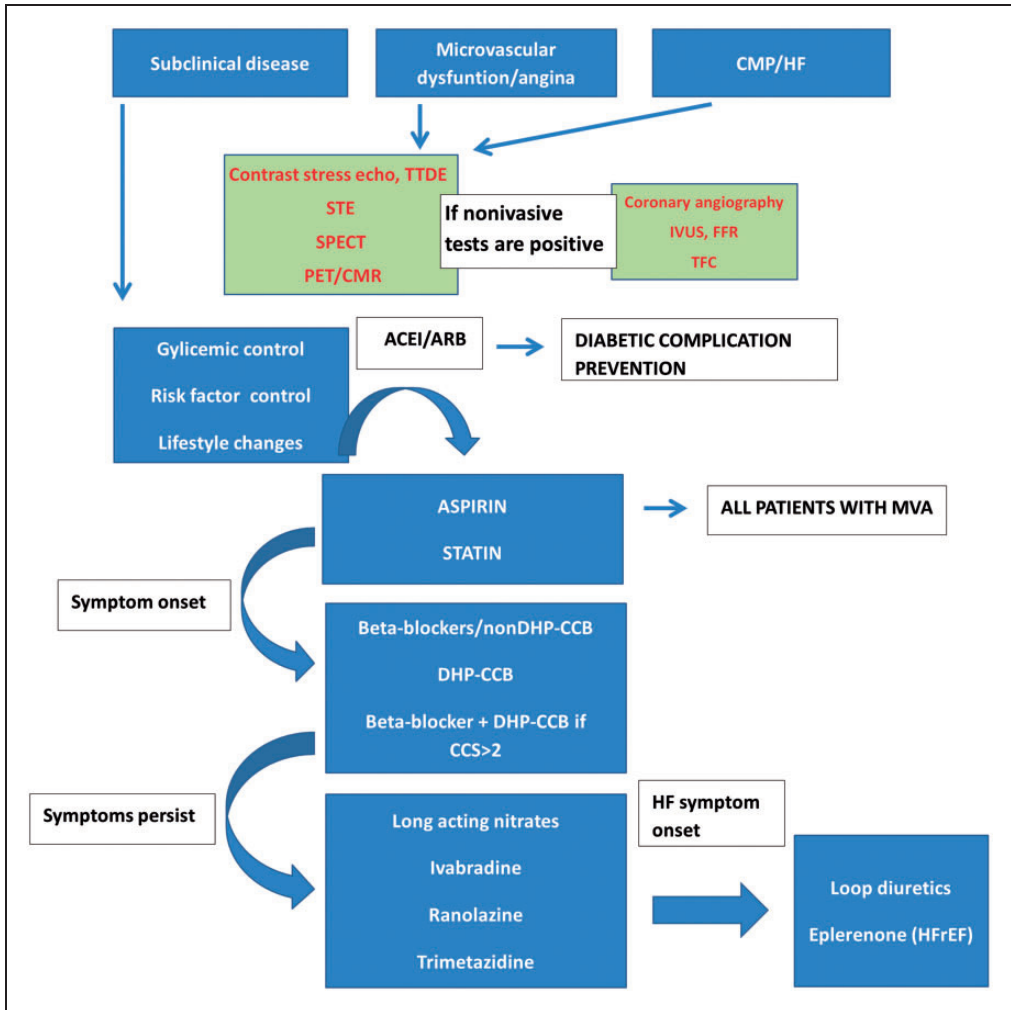 Subclinical disease
Microvascular
dysfuntion/angina
CMP/HF
Contrast stress echo, TTDE
STE
SPECT
PET/CMR
If nonivasive
tests are positive
Coronary angiography
IVUS, FFR
TFC
Gylicemic control
Risk factor control
Lifestyle changes
ACEI/ARB
DIABETIC COMPLICATION
PREVENTION
ASPIRIN
STATIN
ALL PATIENTS WITH MVA
Symptom onset
Beta-blockers/nonDHP-CCB
DHP-CCB
Beta-blocker + DHP-CCB if
CCS>2
Symptoms persist
Long acting nitrates
Ivabradine
Ranolazine
Trimetazidine
HF symptom
onset
Loop diuretics
Eplerenone (HFrEF)